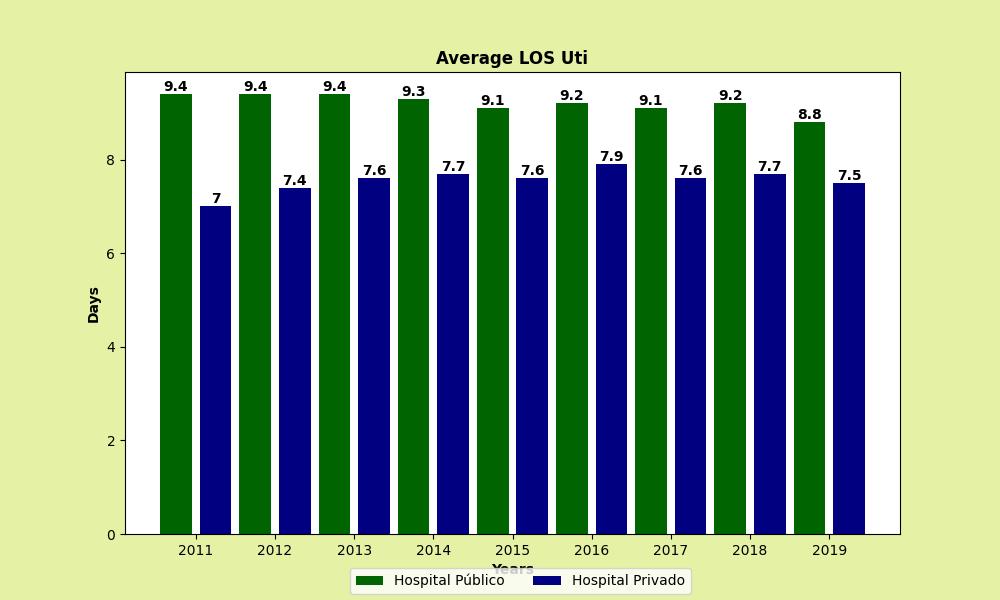 Average LOS Uti
9.4 9.4 9.4 9.3 9.1 9.2 9.1 9.2 8.8
7 7.4 7.6 7.7 7.6 7.9 7.6 7.7 7.5
8
6
Days
4
2
0
2011 2012 2013 2014 2015 2016 2017 2018 2019
Years
Hospital Público Hospital Privado